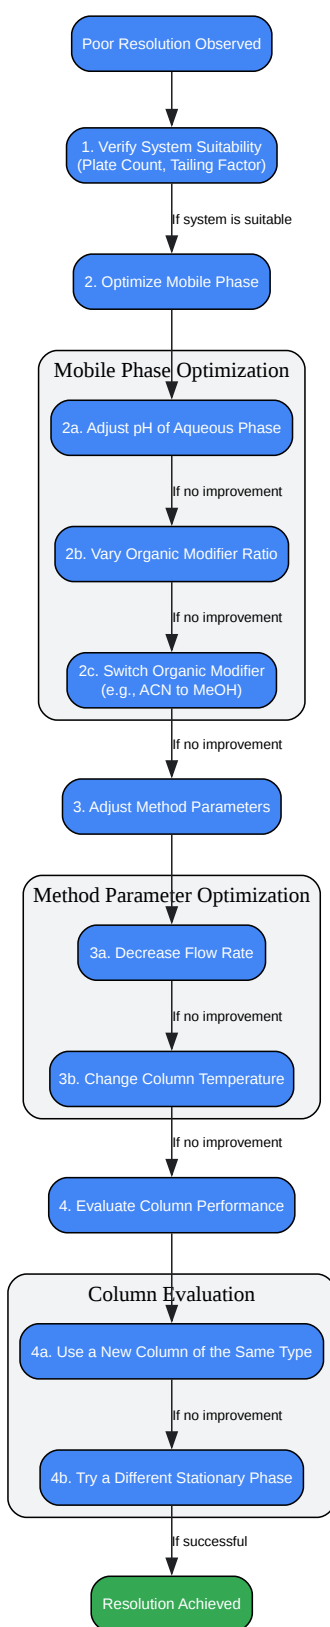 Poor Resolution Observed
1. Verify System Suitability
(Plate Count, Tailing Factor)
If system is suitable
2. Optimize Mobile Phase
Mobile Phase Optimization
2a. Adjust pH of Aqueous Phase
If no improvement
2b. Vary Organic Modifier Ratio
If no improvement
2c. Switch Organic Modifier
(e.g., ACN to MeOH)
If no improvement
3. Adjust Method Parameters
Method Parameter Optimization
3a. Decrease Flow Rate
If no improvement
3b. Change Column Temperature
If no improvement
4. Evaluate Column Performance
Column Evaluation
4a. Use a New Column of the Same Type
If no improvement
4b. Try a Different Stationary Phase
If successful
Resolution Achieved